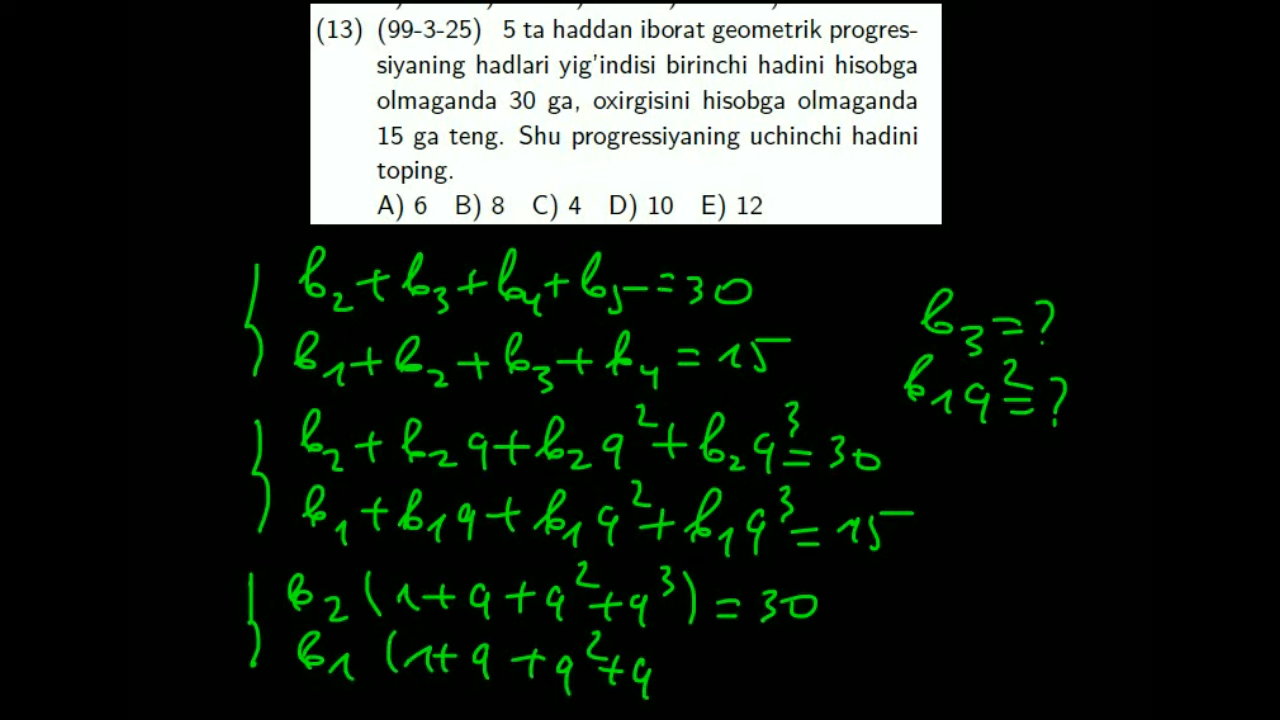 (13) (99-3-25) 5 ta haddan iborat geometrik progres-
siyaning hadlari yig'indisi birinchi hadini hisobga
olmaganda 30 ga, oxirgisini hisobga olmaganda
15 ga teng. Shu progressiyaning uchinchi hadini
toping.
A) 6 B) 8 C) 4 D) 10 E) 12
b₂+b₃+b₄+b₅=30
b₁+b₂+b₃+b₄=15
b₃=?
b₁q²=?
b₂+b₂q+b₂q²+b₂q³=30
b₁+b₁q+b₁q²+b₁q³=15
b₂(1+q+q²+q³)=30
b₁(1+q+q²+q